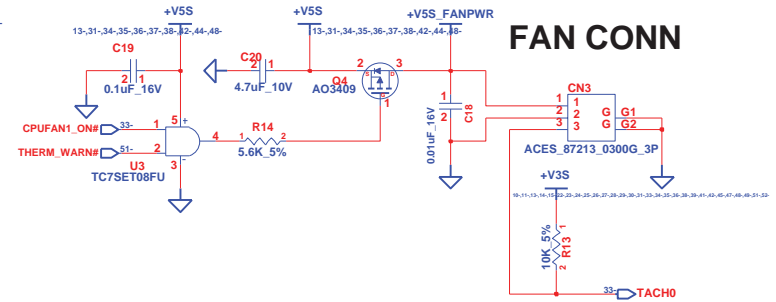 +V5S
+V5S
+V5S_FANPWR
FAN CONN
13-,31-,34-,35-,36-,37-,38-,42-,44-,48-
13-,31-,34-,35-,36-,37-,38-,42-,44-,48-
C19
2 1
0.1uF_16V
C20
2 1
4.7uF_10V
2 3
Q4
S D
G
AO3409
1
1
2
C18
0.01uF_16V
CN3
1 1
2 2
3 3
G G1
G G2
ACES_87213_0300G_3P
CPUFAN1_ON# 33- 1
THERM_WARN# 51- 2
5 +
4
3 -
U3
TC7SET08FU
R14
1 2
5.6K_5%
+V3S
10K_5%
1
R13
2
33- TACH0